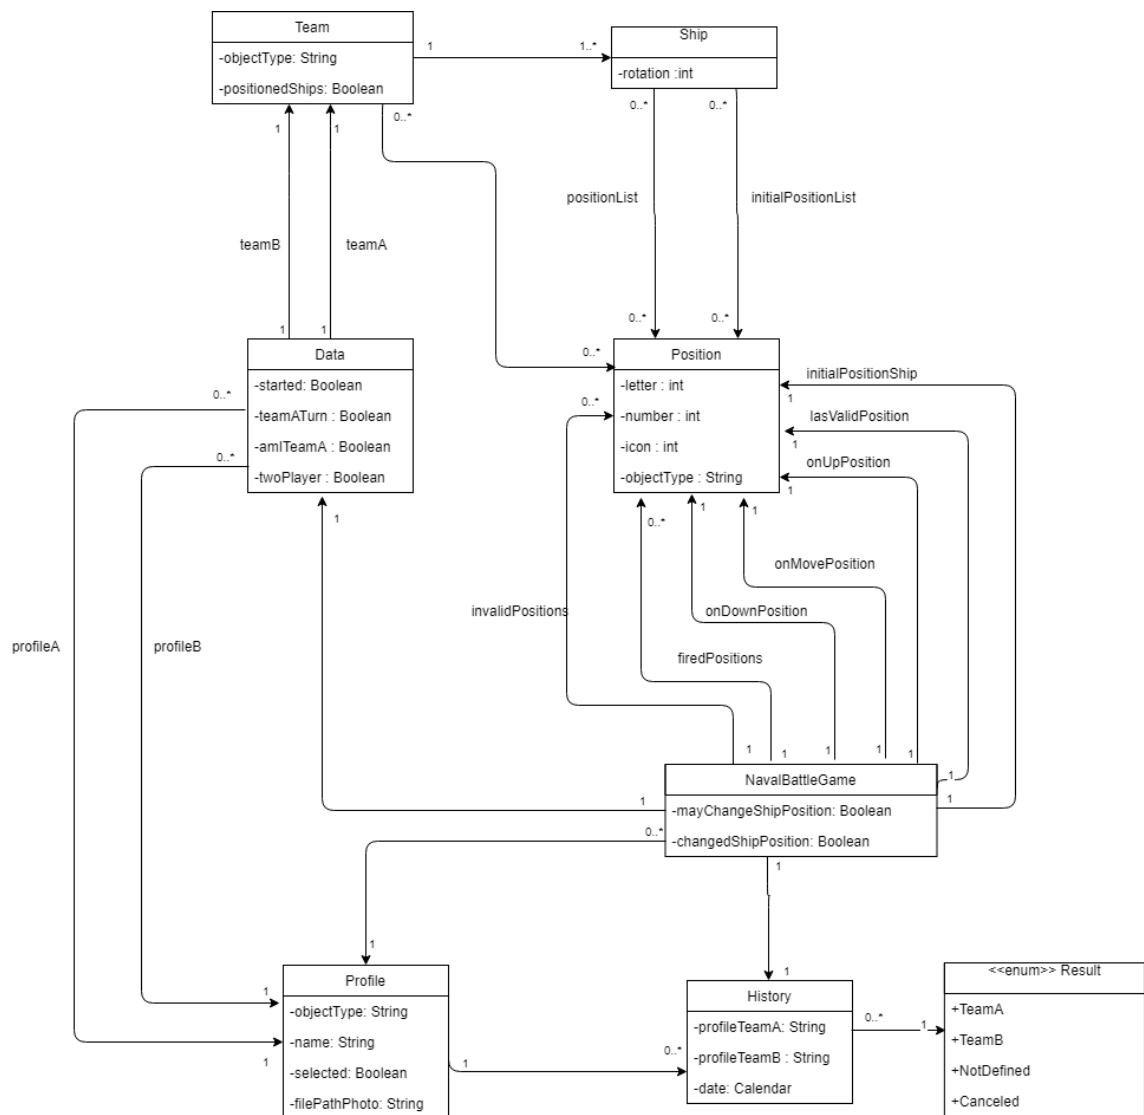 Team
-objectType: String
-positionedShips: Boolean
Ship
-rotation :int
1
1..*
0..*
0..*
0..*
1
1
positionList
initialPositionList
teamB
teamA
0..*
0..*
1
1
0..*
Data
-started: Boolean
-teamATurn : Boolean
-amITeamA : Boolean
-twoPlayer : Boolean
0..*
0..*
1
Position
-letter : int
-number : int
-icon : int
-objectType : String
0..*
initialPositionShip
1
lasValidPosition
1
onUpPosition
1
0..*
1
1
onMovePosition
invalidPositions
onDownPosition
firedPositions
profileA
profileB
1
1
1
1
1
1
1
1
NavalBattleGame
-mayChangeShipPosition: Boolean
-changedShipPosition: Boolean
0..*
1
1
1
Profile
-objectType: String
-name: String
-selected: Boolean
-filePathPhoto: String
1
1
1
0..*
History
-profileTeamA: String
-profileTeamB : String
-date: Calendar
0..*
1
<<enum>> Result
+TeamA
+TeamB
+NotDefined
+Canceled